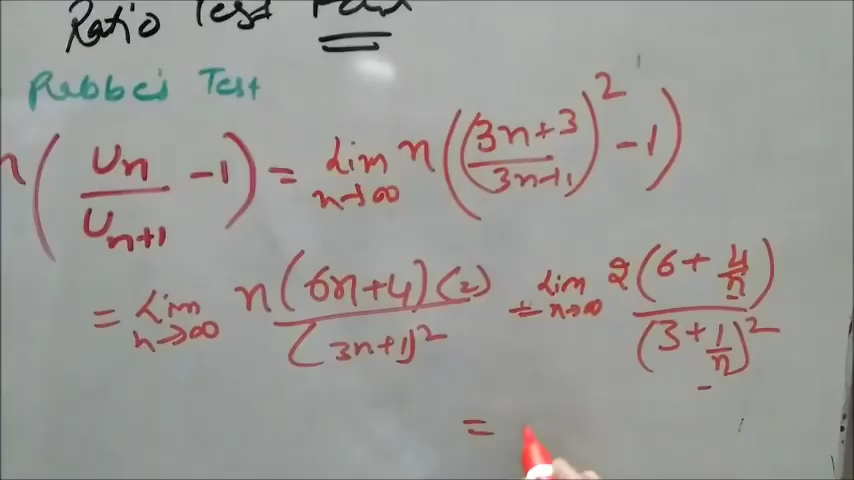 Ratio Test Fail
Rabbe's Test
n ( Un / Un+1 - 1 ) = Lim n→∞ n ( ( 3n+3 / 3n+1 )² - 1 )
= Lim n→∞ n(6n+4)(2) / (3n+1)² = Lim n→∞ 2(6 + 4/n) / (3 + 1/n)²
=